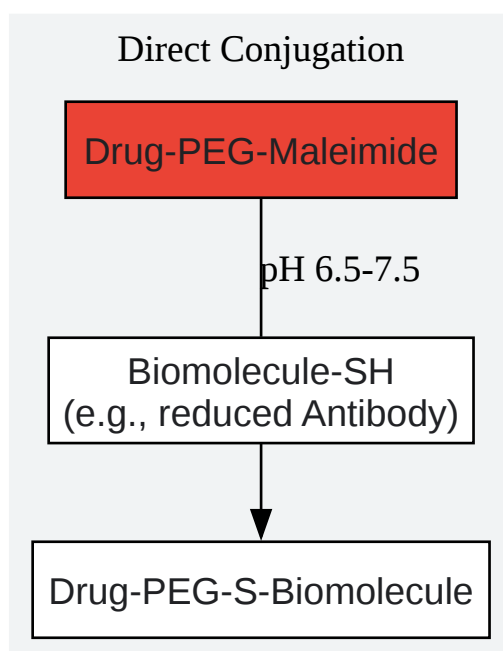 Direct Conjugation
Drug-PEG-Maleimide
pH 6.5-7.5
Biomolecule-SH
(e.g., reduced Antibody)
Drug-PEG-S-Biomolecule